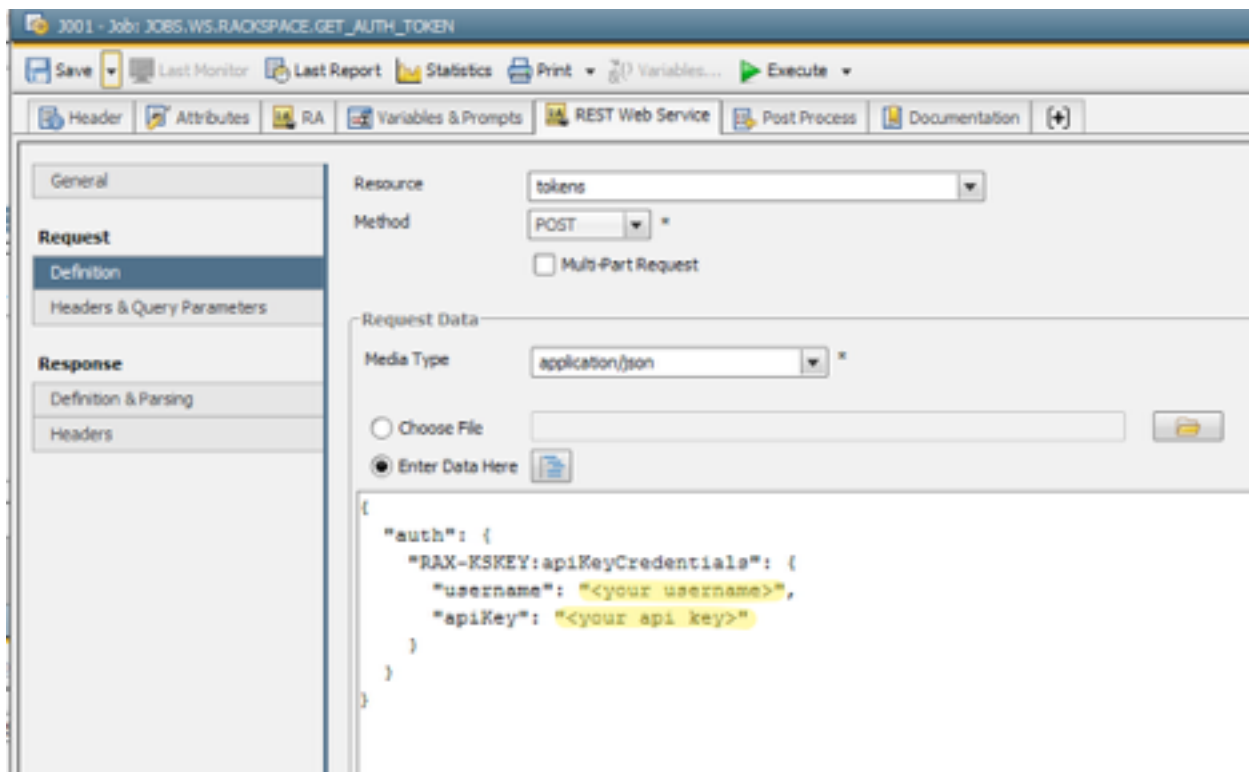 J001 - Job: JOBS.WS.RACKSPACE.GET_AUTH_TOKEN
Save Last Monitor Last Report Statistics Print Variables... Execute
Header Attributes RA Variables & Prompts REST Web Service Post Process Documentation [+]
General
Resource tokens
Method POST *
Request
Multi-Part Request
Definition
Headers & Query Parameters
Request Data
Response
Media Type application/json *
Definition & Parsing
Choose File
Headers
Enter Data Here
{
"auth": {
"RAX-KSKEY:apiKeyCredentials": {
"username": "<your username>",
"apiKey": "<your api key>"
}
}
}